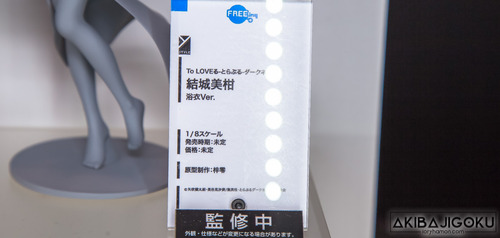 FREEing
To LOVEる-とらぶる-ダークネ
結城美柑
浴衣Ver.
1/8スケール
発売時期:未定
価格:未定
原型制作:梓澪
監修中
外観・仕様などが変更になる場合があります。
AKIBAJIGOKU